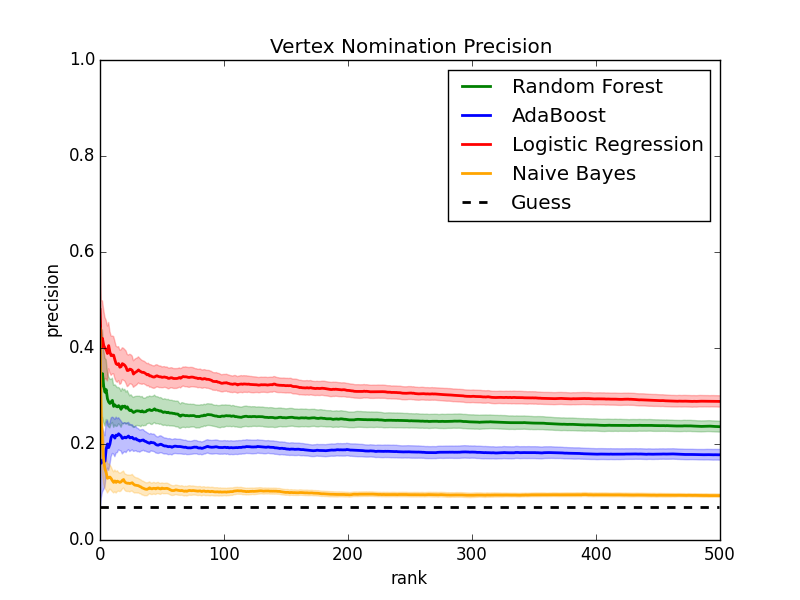 Vertex Nomination Precision
1.0
0.8
0.6
0.4
0.2
0.0
precision
Random Forest
AdaBoost
Logistic Regression
Naive Bayes
Guess
0 100 200 300 400 500
rank